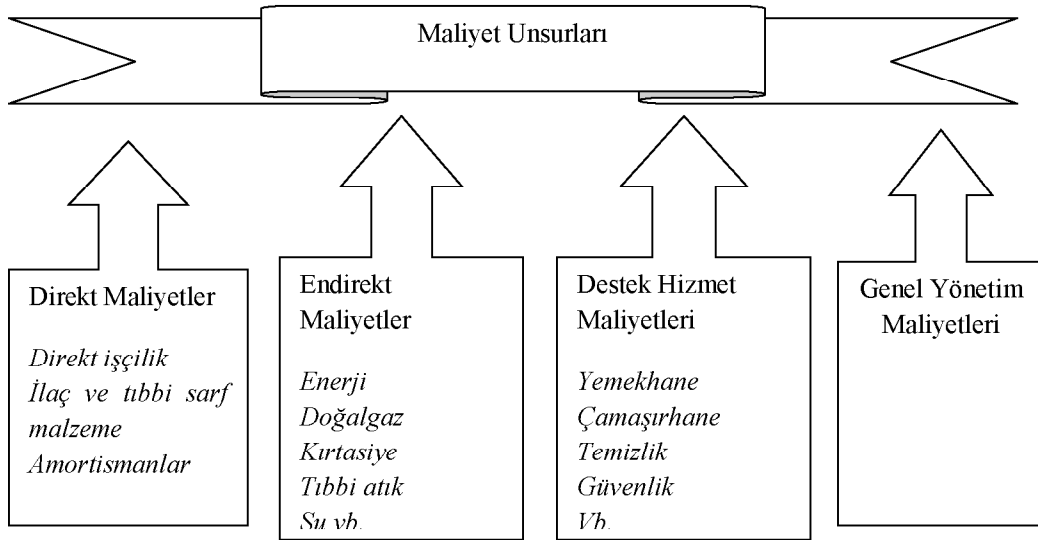 Maliyet Unsurları
Direkt Maliyetler
Direkt işçilik
İlaç ve tıbbi sarf
malzeme
Amortismanlar
Endirekt
Maliyetler
Enerji
Doğalgaz
Kırtasiye
Tıbbi atık
Su vb.
Destek Hizmet
Maliyetleri
Yemekhane
Çamaşırhane
Temizlik
Güvenlik
Vb.
Genel Yönetim
Maliyetleri